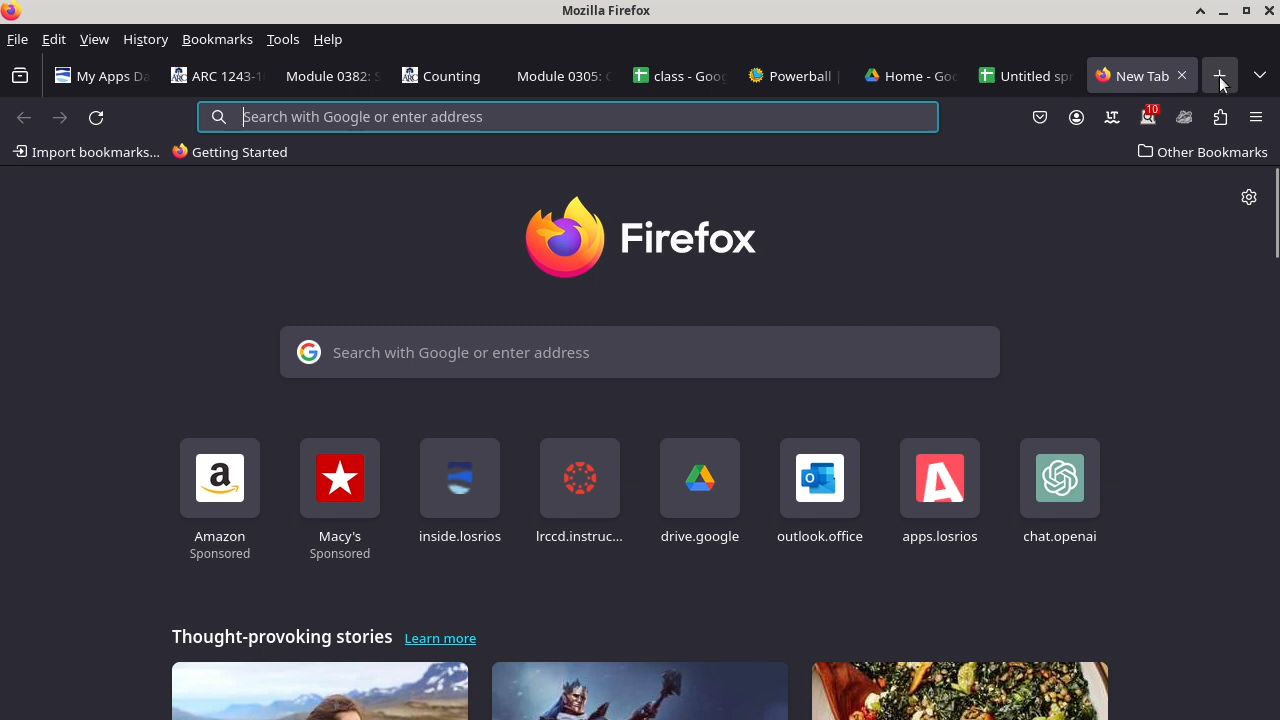 Mozilla Firefox
File Edit View History Bookmarks Tools Help
My Apps Da
ARC 1243-1
Module 0382: S
Counting
Module 0305: C
class - Goog
Powerball |
Home - Goo
Untitled spr
New Tab
Search with Google or enter address
10
Import bookmarks...
Getting Started
Other Bookmarks
Firefox
Search with Google or enter address
Amazon
Sponsored
Macy's
Sponsored
inside.losrios
lrccd.instruc...
drive.google
outlook.office
apps.losrios
chat.openai
Thought-provoking stories
Learn more